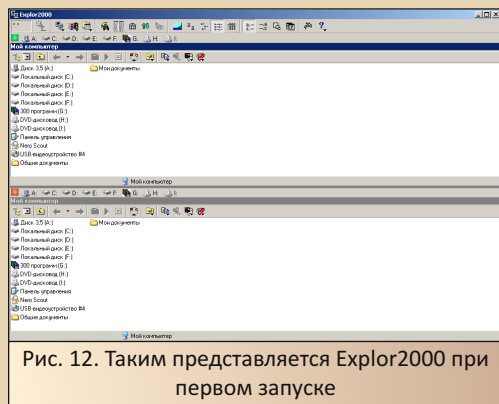 Explor2000
A: C: D: E: F: G: H: I:
Мой компьютер
Диск 3,5 (A:)
Мои документы
Локальный диск (C:)
Локальный диск (D:)
Локальный диск (E:)
Локальный диск (F:)
300 программ (G:)
DVD-дисковод (H:)
DVD-дисковод (I:)
Панель управления
Nero Scout
USB-видеоустройство #4
Общие документы
Мой компьютер
A: C: D: E: F: G: H: I:
Мой компьютер
Диск 3,5 (A:)
Мои документы
Локальный диск (C:)
Локальный диск (D:)
Локальный диск (E:)
Локальный диск (F:)
300 программ (G:)
DVD-дисковод (H:)
DVD-дисковод (I:)
Панель управления
Nero Scout
USB-видеоустройство #4
Общие документы
Мой компьютер
Рис. 12. Таким представляется Explor2000 при
первом запуске